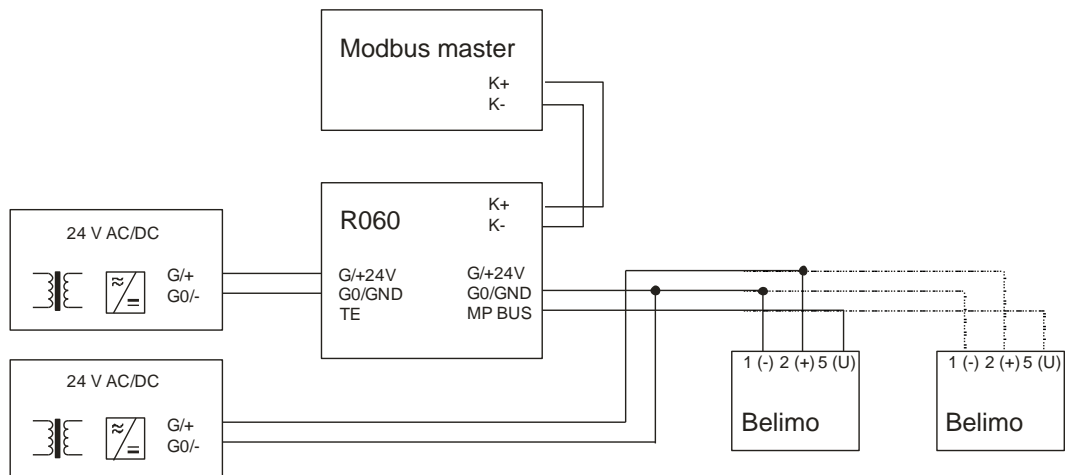 Modbus master
K+
K-
R060
K+
K-
G/+24V
G0/GND
TE
G/+24V
G0/GND
MP BUS
24 V AC/DC
G/+
G0/-
24 V AC/DC
G/+
G0/-
1 (-) 2 (+) 5 (U)
Belimo
1 (-) 2 (+) 5 (U)
Belimo